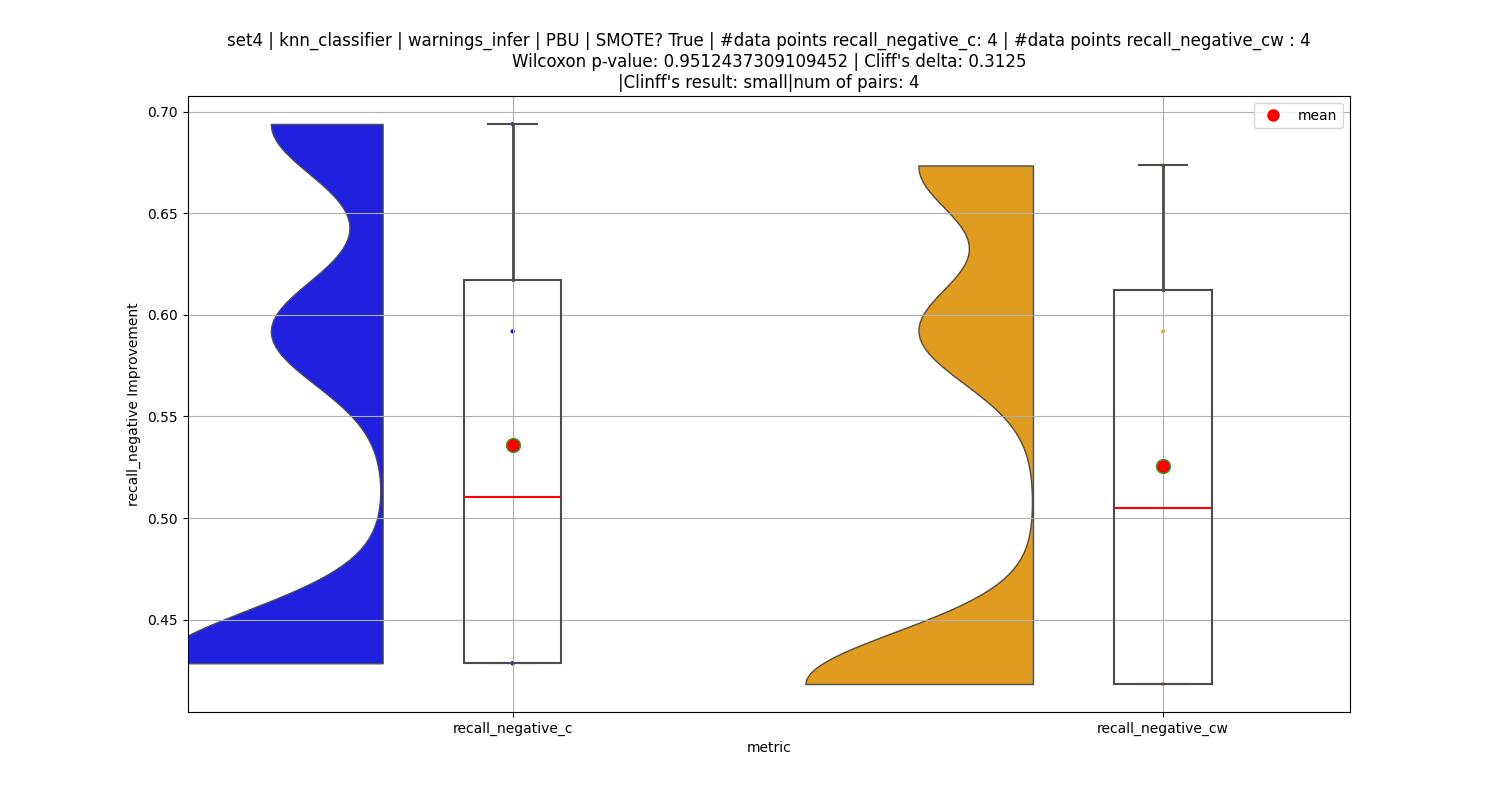 set4 | knn_classifier | warnings_infer | PBU | SMOTE? True | #data points recall_negative_c: 4 | #data points recall_negative_cw : 4
Wilcoxon p-value: 0.9512437309109452 | Cliff's delta: 0.3125
|Clinff's result: small|num of pairs: 4
mean
0.70
0.65
0.60
0.55
0.50
0.45
recall_negative Improvement
recall_negative_c
recall_negative_cw
metric